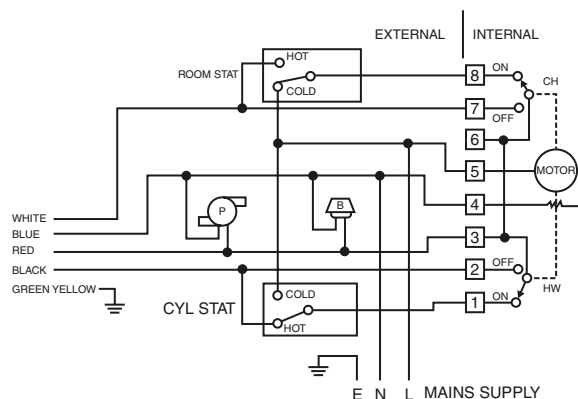 EXTERNAL INTERNAL
HOT
ROOM STAT
COLD
8 ON CH
7 OFF
6
5 MOTOR
4
3
2 OFF
1 ON HW
WHITE
BLUE
RED
BLACK
GREEN YELLOW
P
B
CYL STAT
COLD
HOT
E N L MAINS SUPPLY